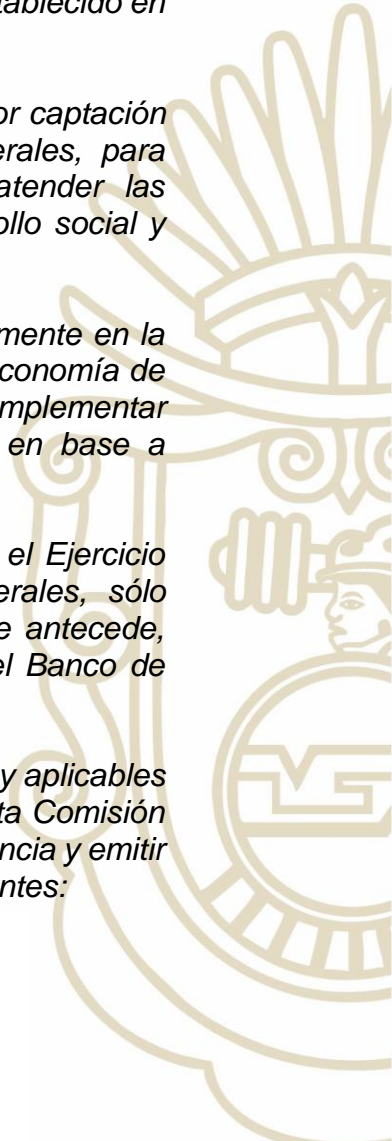 tablecido en
or captación
erales, para
atender las
ollo social y
mente en la
conomía de
mplementar
en base a
el Ejercicio
erales, sólo
e antecede,
el Banco de
y aplicables
ta Comisión
ncia y emitir
entes: